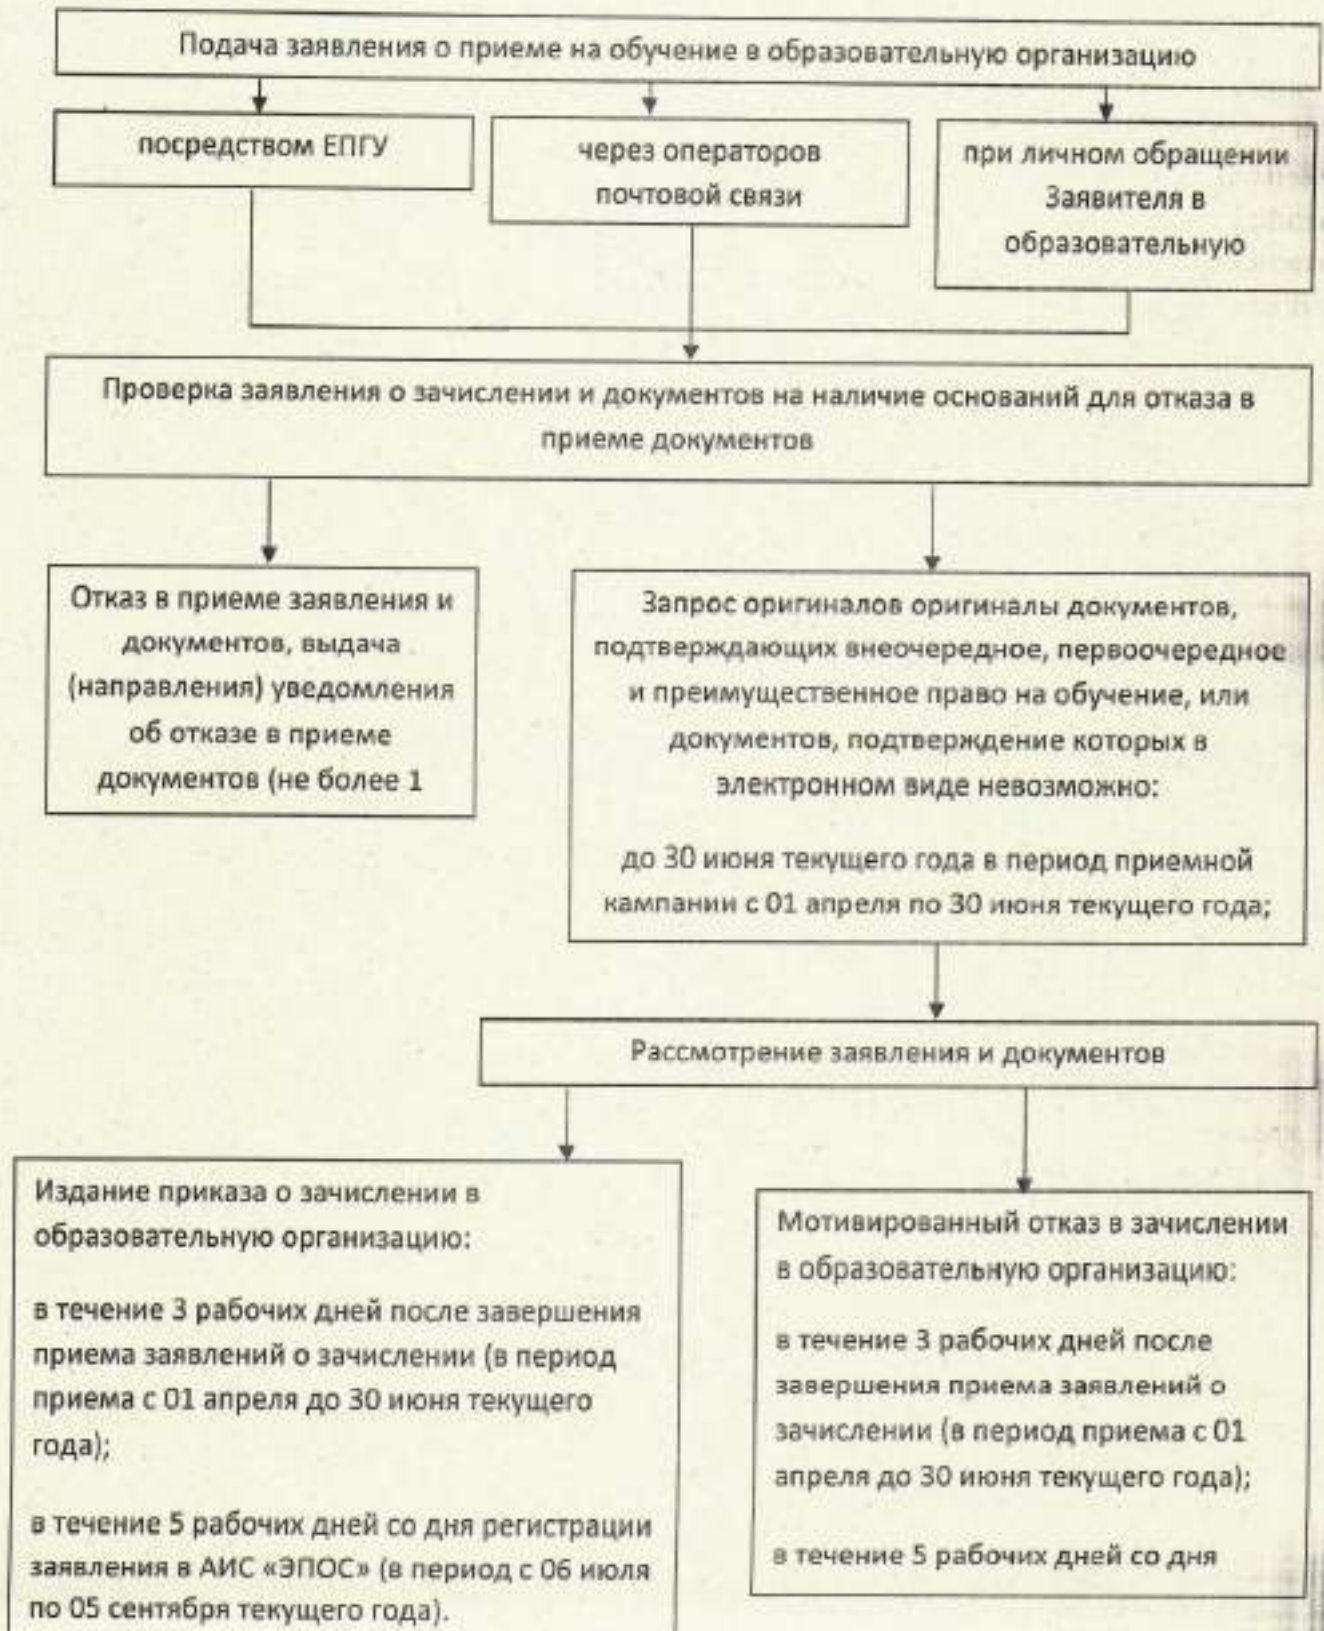 Подача заявления о приеме на обучение в образовательную организацию
посредством ЕПГУ
через операторов
почтовой связи
при личном обращении
Заявителя в
образовательную
Проверка заявления о зачислении и документов на наличие оснований для отказа в
приеме документов
Отказ в приеме заявления и
документов, выдача
(направления) уведомления
об отказе в приеме
документов (не более 1
Запрос оригиналов оригиналы документов,
подтверждающих внеочередное, первоочередное
и преимущественное право на обучение, или
документов, подтверждение которых в
электронном виде невозможно:
до 30 июня текущего года в период приемной
кампании с 01 апреля по 30 июня текущего года;
Рассмотрение заявления и документов
Издание приказа о зачислении в
образовательную организацию:
в течение 3 рабочих дней после завершения
приема заявлений о зачислении (в период
приема с 01 апреля до 30 июня текущего
года);
в течение 5 рабочих дней со дня регистрации
заявления в АИС «ЭПОС» (в период с 06 июля
по 05 сентября текущего года).
Мотивированный отказ в зачислении
в образовательную организацию:
в течение 3 рабочих дней после
завершения приема заявлений о
зачислении (в период приема с 01
апреля до 30 июня текущего года);
в течение 5 рабочих дней со дня